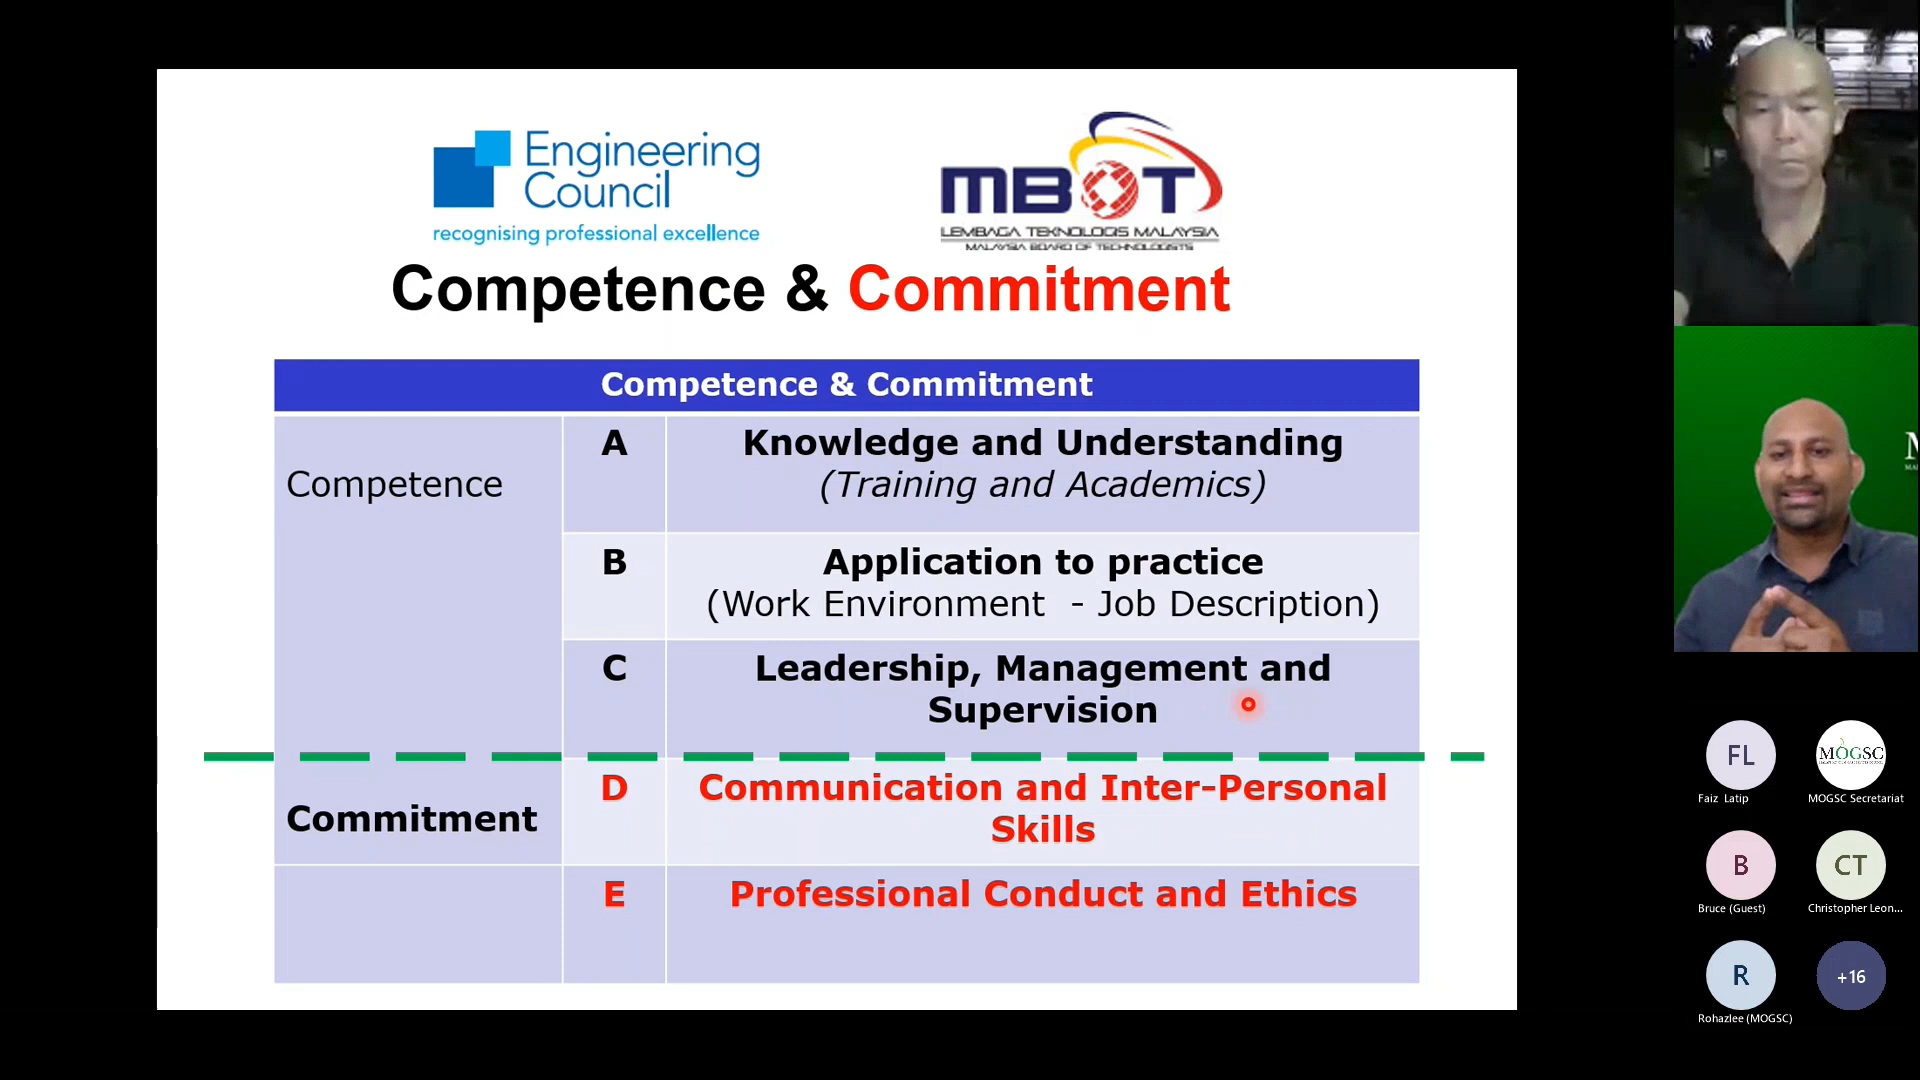 Engineering
Council
recognising professional excellence
MBOT
LEMBAGA TEKNOLOGIS MALAYSIA
MALAYSIA BOARD OF TECHNOLOGISTS
Competence & Commitment
Competence & Commitment
Competence
A
Knowledge and Understanding
(Training and Academics)
B
Application to practice
(Work Environment - Job Description)
C
Leadership, Management and
Supervision
Commitment
D
Communication and Inter-Personal
Skills
E
Professional Conduct and Ethics
FL
Faiz Latip
MOGSC
MOGSC Secretariat
B
Bruce (Guest)
CT
Christopher Leon...
R
Rohazlee (MOGSC)
+16